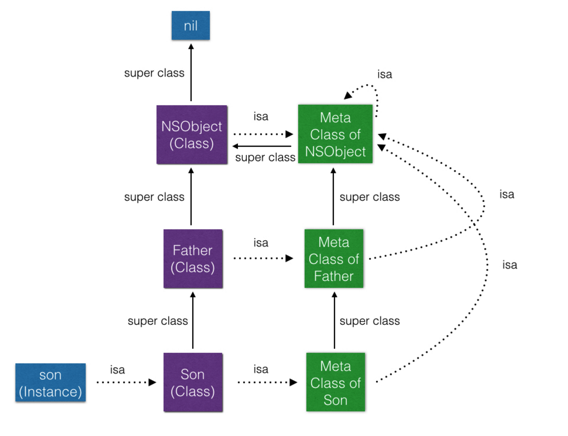 nil
super class
isa
NSObject
(Class)
isa
Meta
Class of
NSObject
super class
super class
super class
isa
Father
(Class)
isa
Meta
Class of
Father
isa
super class
super class
son
(Instance)
isa
Son
(Class)
isa
Meta
Class of
Son